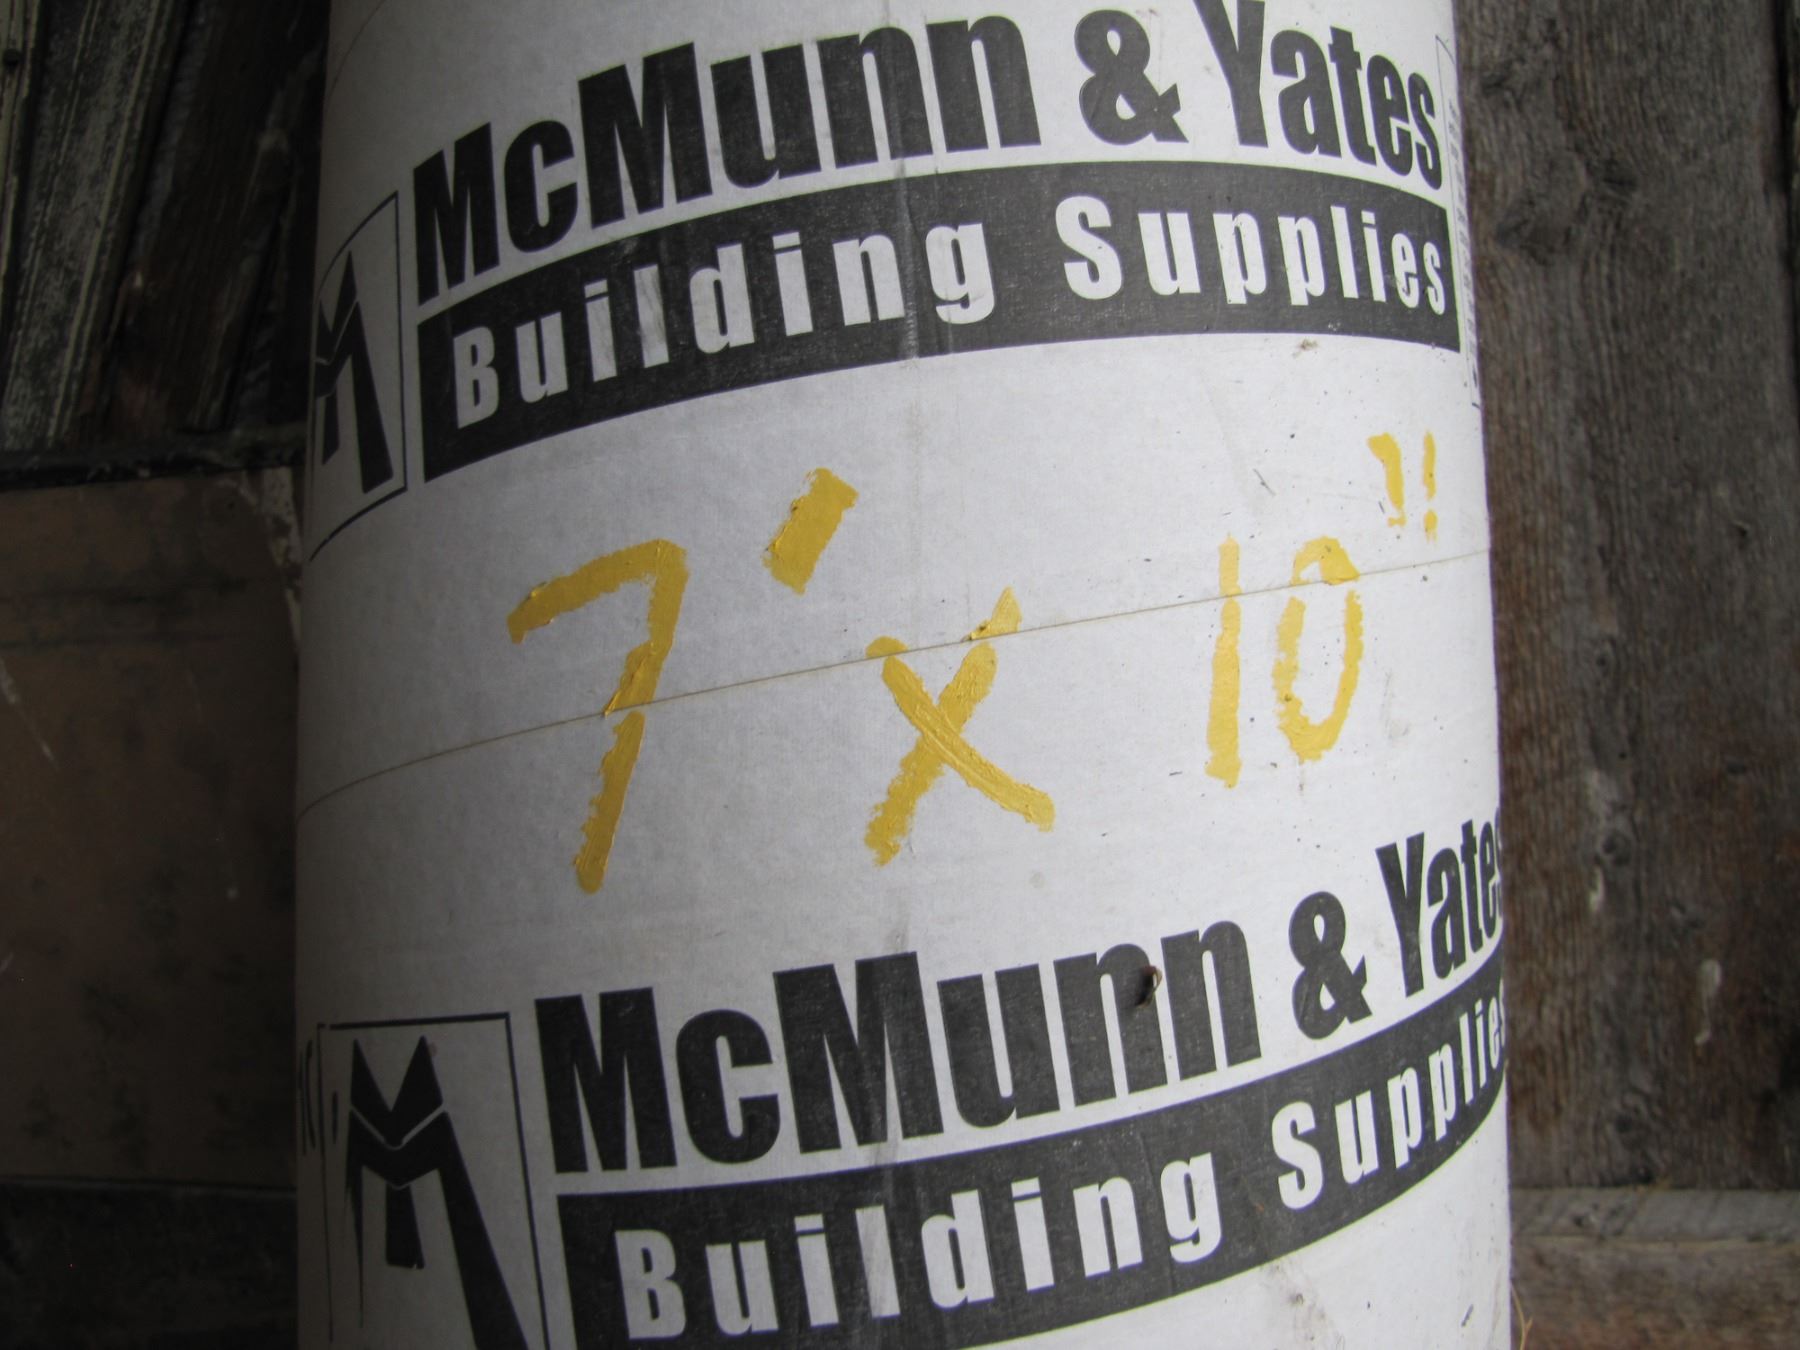 McMunn & Yates
Building Supplies
7' x 10"
McMunn & Yates
Building Supplies